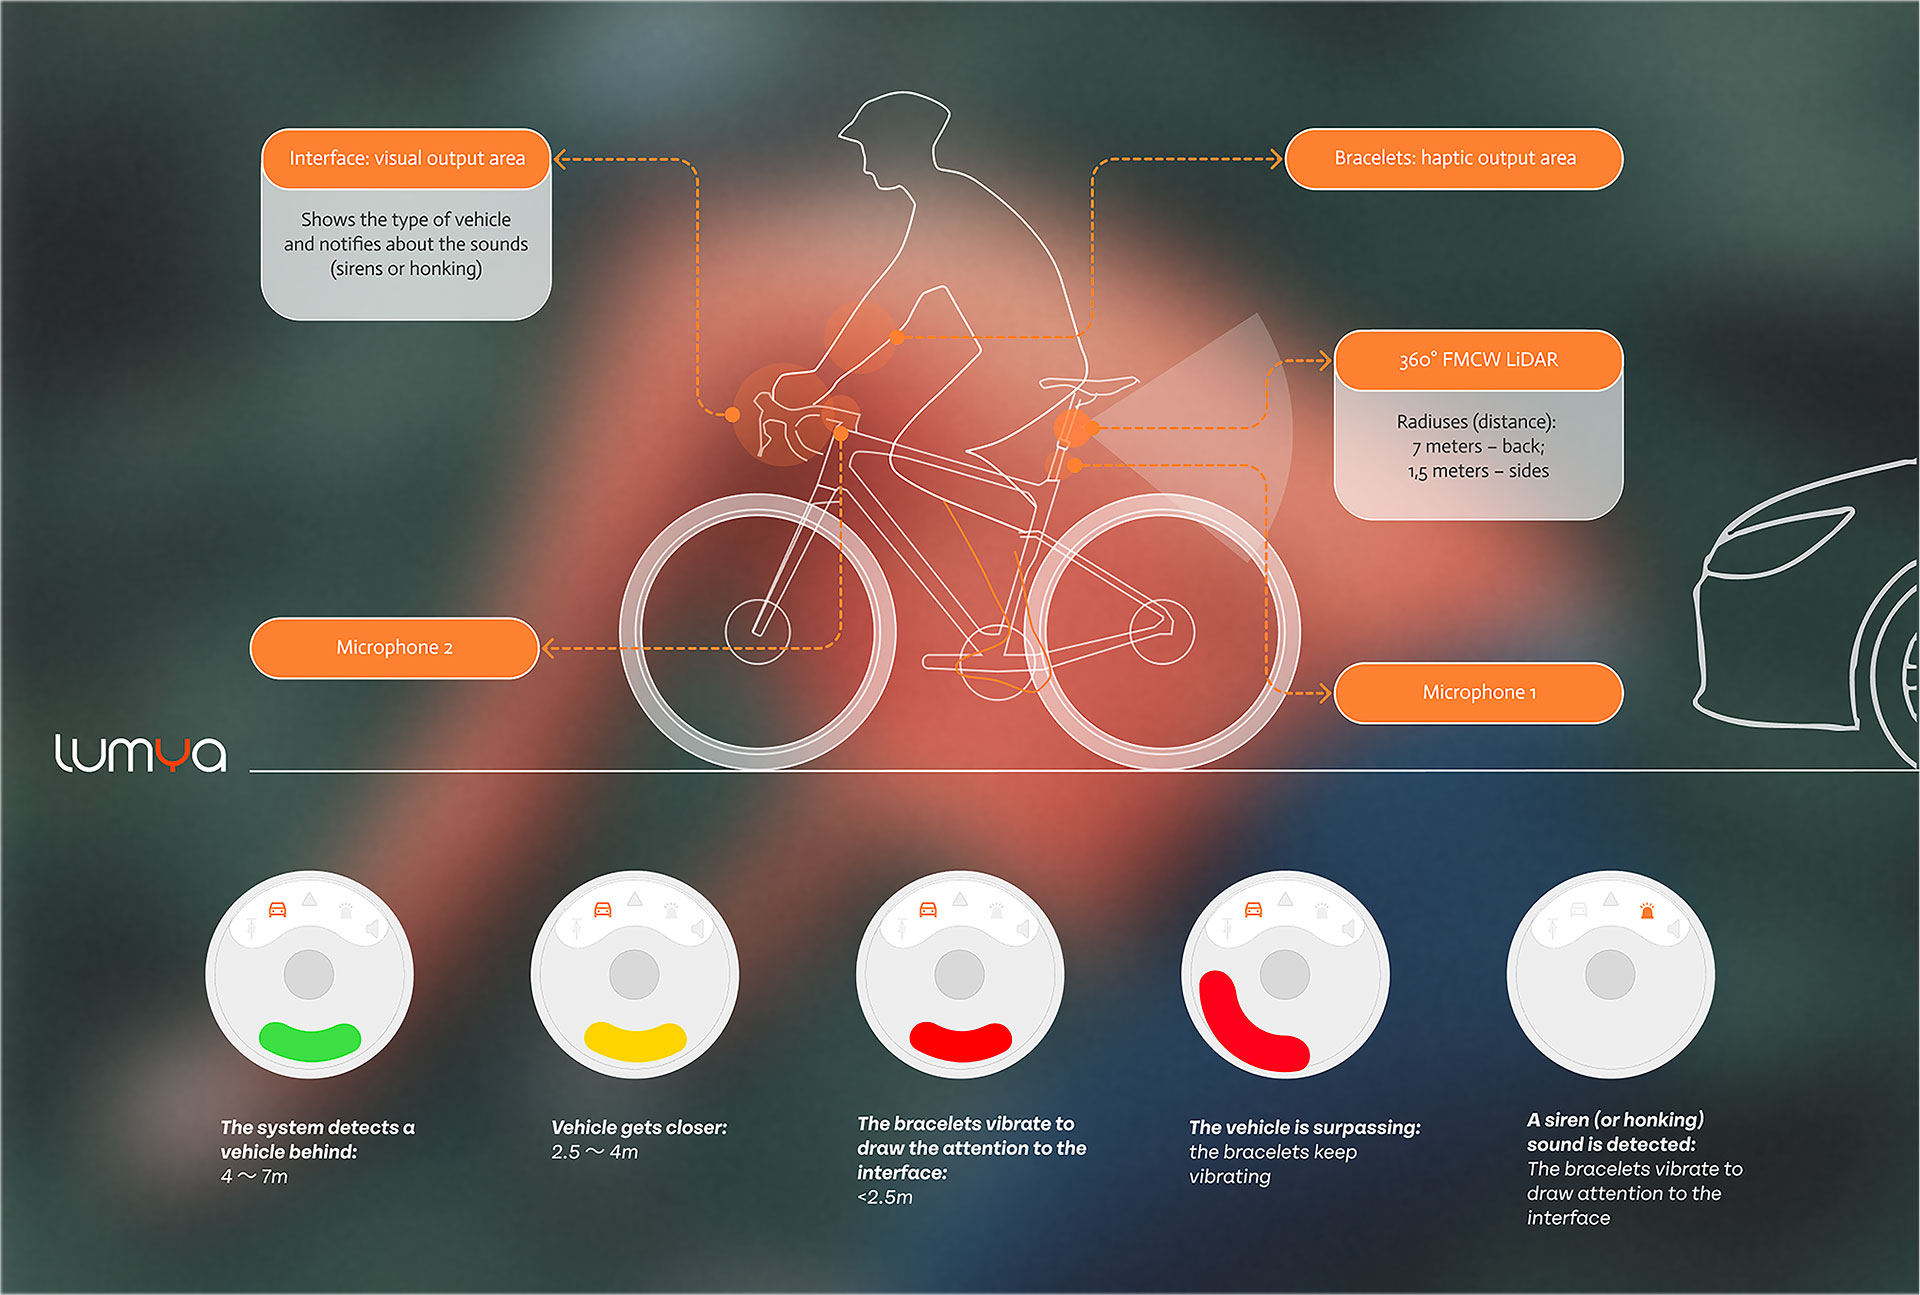 Interface: visual output area
Shows the type of vehicle
and notifies about the sounds
(sirens or honking)
Bracelets: haptic output area
360° FMCW LiDAR
Radiuses (distance):
7 meters – back;
1,5 meters – sides
Microphone 2
Microphone 1
lumya
The system detects a
vehicle behind:
4 ~ 7m
Vehicle gets closer:
2.5 ~ 4m
The bracelets vibrate to
draw the attention to the
interface:
<2.5m
The vehicle is surpassing:
the bracelets keep
vibrating
A siren (or honking)
sound is detected:
The bracelets vibrate to
draw attention to the
interface